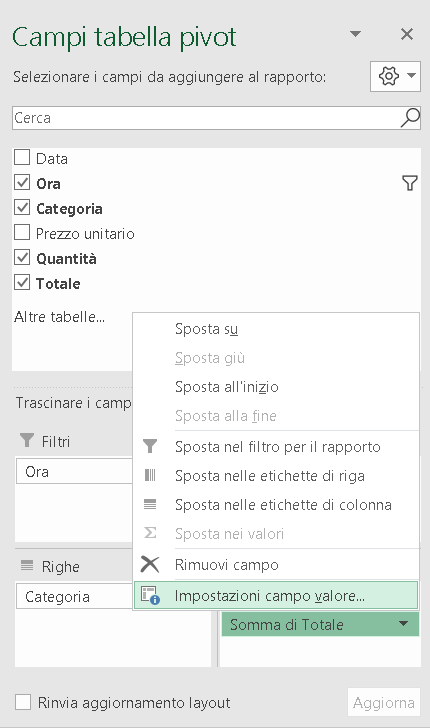 Campi tabella pivot
Selezionare i campi da aggiungere al rapporto:
Cerca
Data
Ora
Categoria
Prezzo unitario
Quantità
Totale
Altre tabelle...
Sposta su
Sposta giù
Sposta all'inizio
Sposta alla fine
Sposta nel filtro per il rapporto
Sposta nelle etichette di riga
Sposta nelle etichette di colonna
Sposta nei valori
Rimuovi campo
Impostazioni campo valore...
Trascinare i camp
Filtri
Ora
Righe
Categoria
Somma di Totale
Rinvia aggiornamento layout
Aggiorna